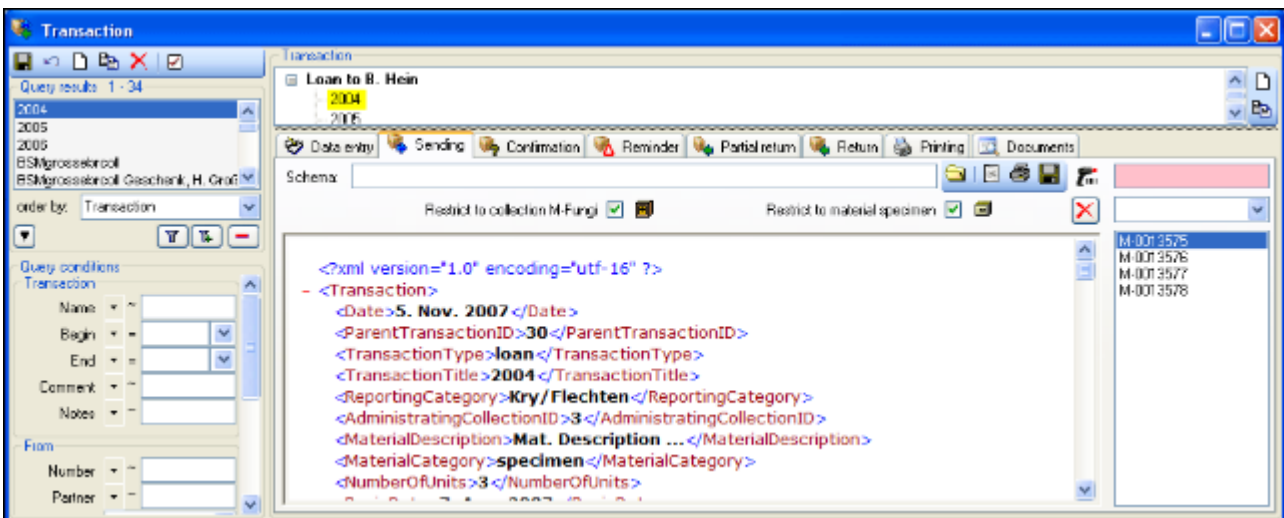 Transaction
Query results 1 - 34
2004
2005
2006
BSMgrossebrcoll
BSMgrossebrcoll Geschenk, H. Groß
order by: Transaction
Query conditions
Transaction
Name ~
Begin =
End =
Comment ~
Notes ~
From
Number ~
Partner ~
Transaction
Loan to B. Hein
2004
2005
Data entry Sending Confirmation Reminder Partial return Return Printing Documents
Schema:
Restrict to collection M-Fungi Restrict to material specimen
<?xml version="1.0" encoding="utf-16" ?>
- <Transaction>
<Date>5. Nov. 2007</Date>
<ParentTransactionID>30</ParentTransactionID>
<TransactionType>loan</TransactionType>
<TransactionTitle>2004</TransactionTitle>
<ReportingCategory>Kry/Flechten</ReportingCategory>
<AdministratingCollectionID>3</AdministratingCollectionID>
<MaterialDescription>Mat. Description ...</MaterialDescription>
<MaterialCategory>specimen</MaterialCategory>
<NumberOfUnits>3</NumberOfUnits>
M-0013575
M-0013576
M-0013577
M-0013578